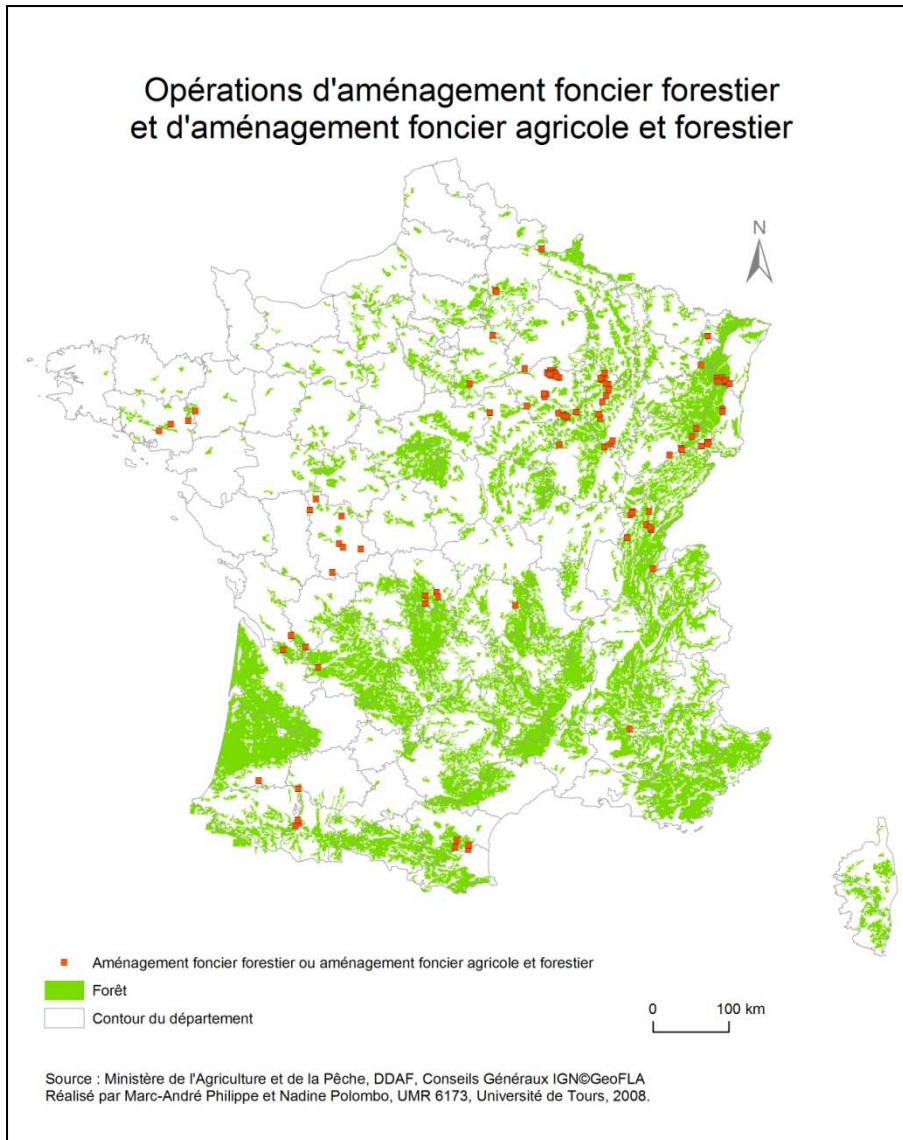 Opérations d'aménagement foncier forestier
et d'aménagement foncier agricole et forestier
N
Aménagement foncier forestier ou aménagement foncier agricole et forestier
Forêt
Contour du département
0 100 km
Source : Ministère de l'Agriculture et de la Pêche, DDAF, Conseils Généraux IGN©GeoFLA
Réalisé par Marc-André Philippe et Nadine Polombo, UMR 6173, Université de Tours, 2008.